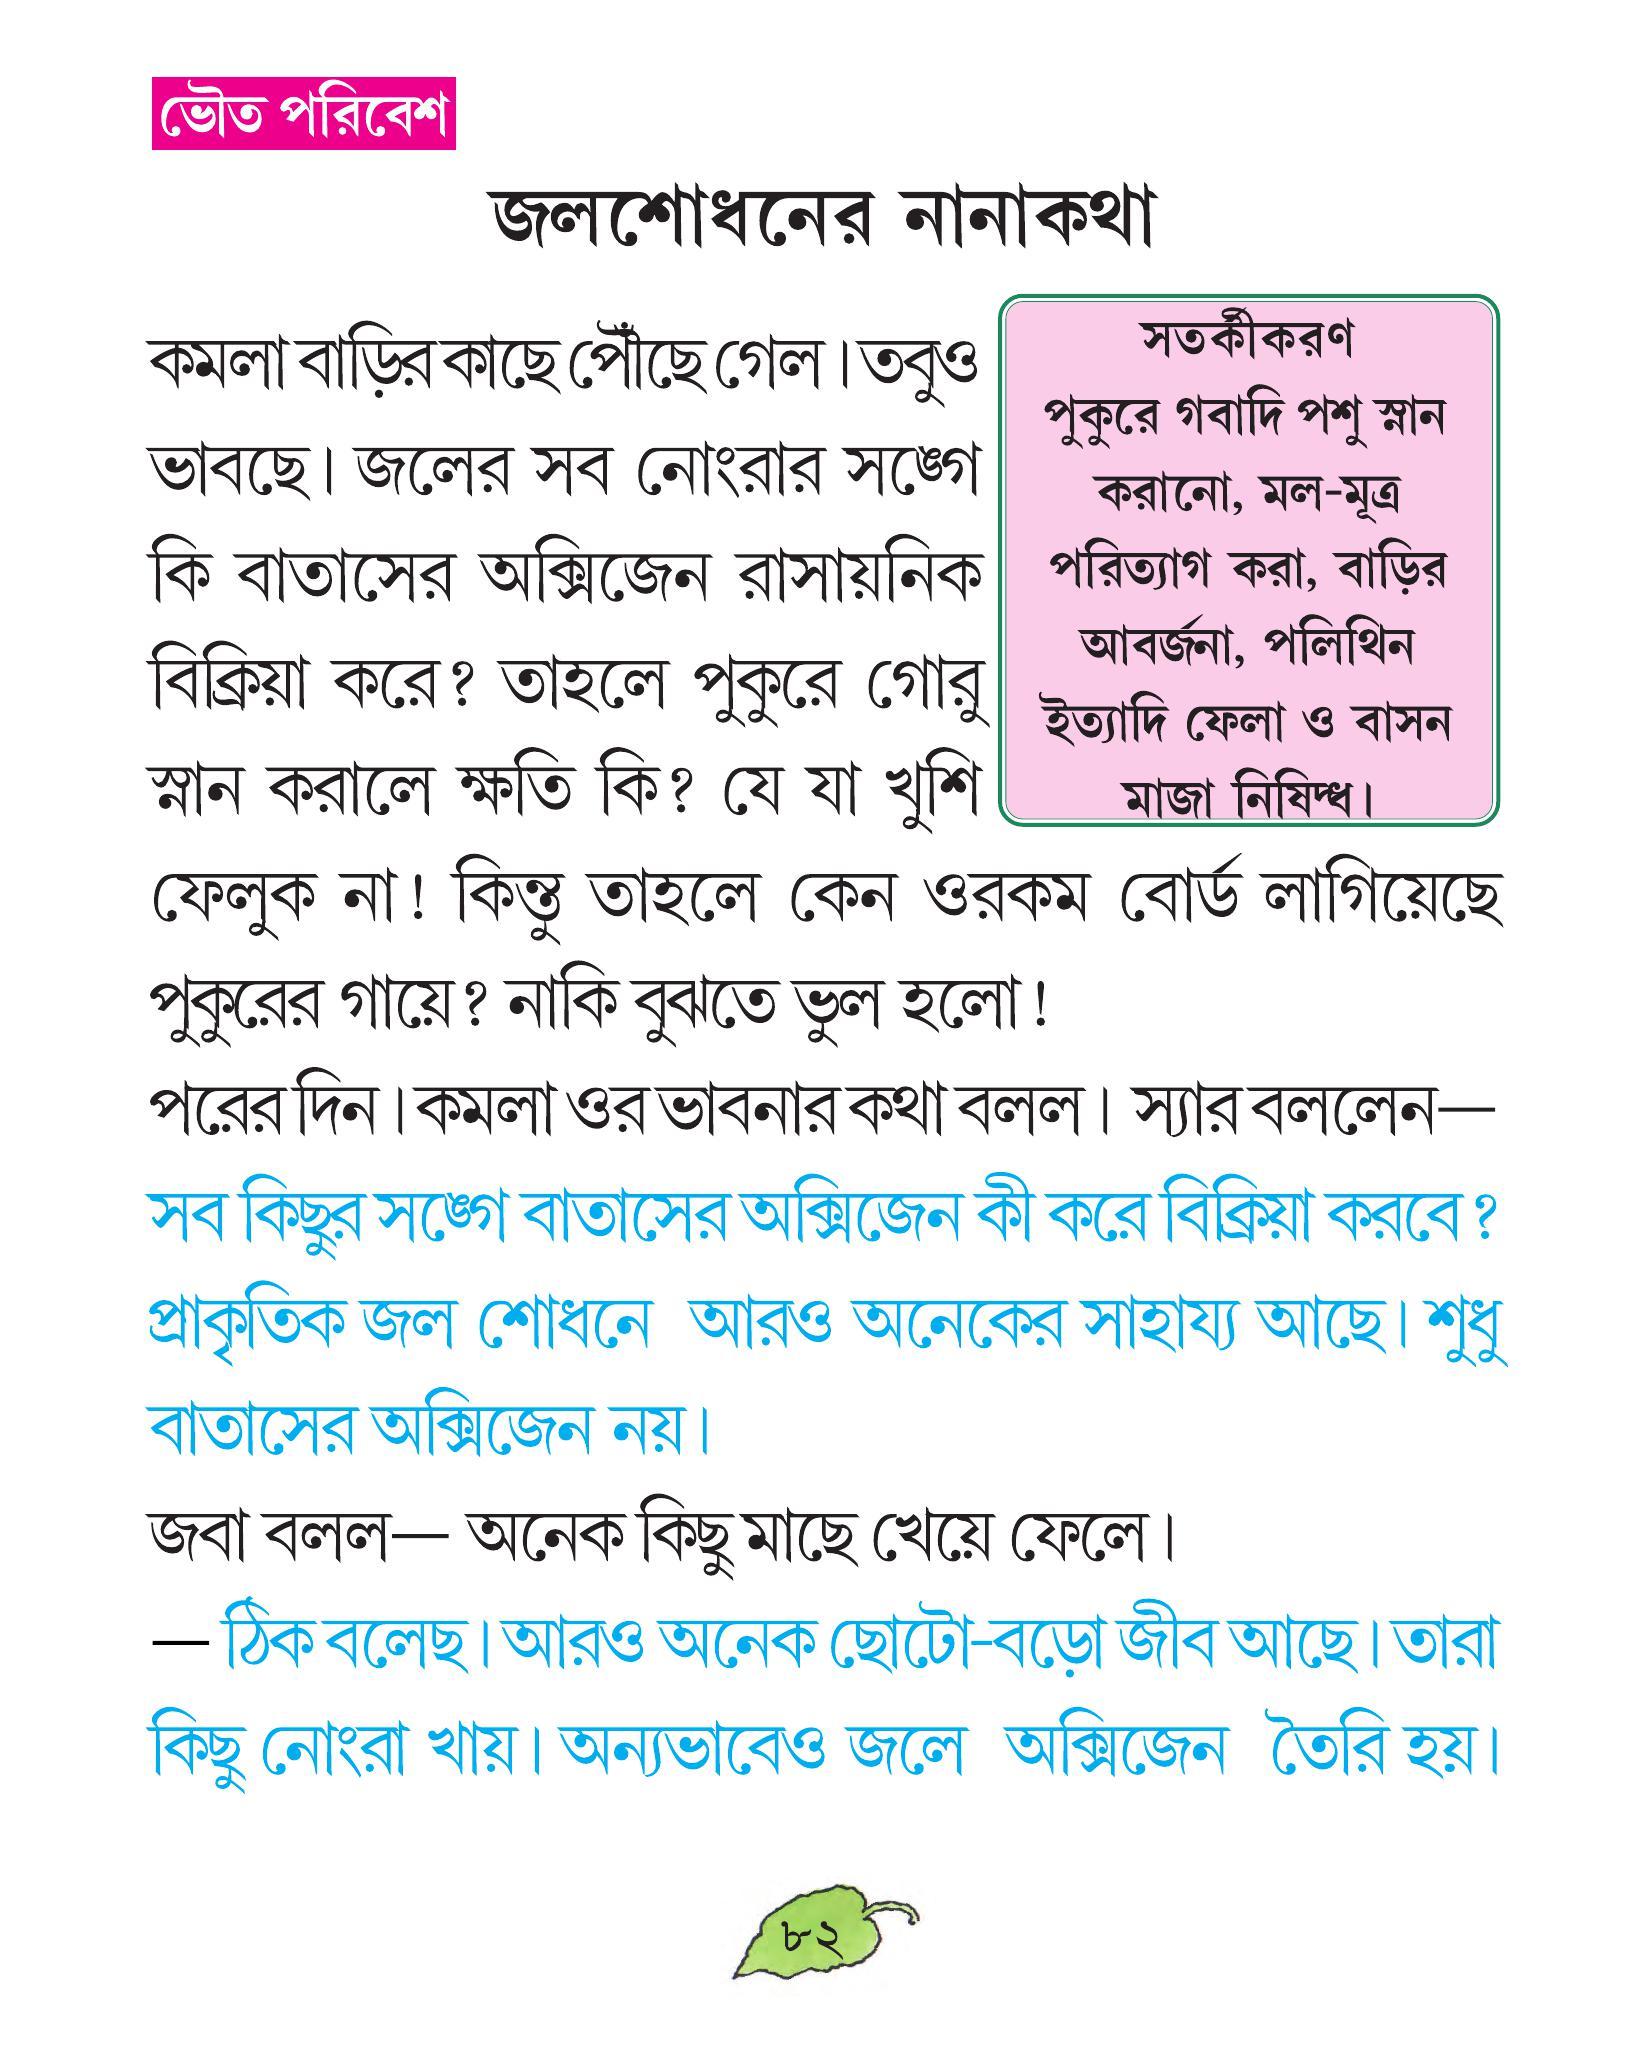 ভৌত পরিবেশ
জলশোধনের নানাকথা
কমলা বাড়ির কাছে পৌঁছে গেল। তবুও
ভাবছে। জলের সব নোংরার সঙ্গে
কি বাতাসের অক্সিজেন রাসায়নিক
বিক্রিয়া করে? তাহলে পুকুরে গোরু
স্নান করালে ক্ষতি কি? যে যা খুশি
সতর্কীকরণ
পুকুরে গবাদি পশু স্নান
করানো, মল-মূত্র
পরিত্যাগ করা, বাড়ির
আবর্জনা, পলিথিন
ইত্যাদি ফেলা ও বাসন
মাজা নিষিদ্ধ।
ফেলুক না! কিন্তু তাহলে কেন ওরকম বোর্ড লাগিয়েছে
পুকুরের গায়ে? নাকি বুঝতে ভুল হলো!
পরের দিন। কমলা ওর ভাবনার কথা বলল। স্যার বললেন—
সব কিছুর সঙ্গে বাতাসের অক্সিজেন কী করে বিক্রিয়া করবে?
প্রাকৃতিক জল শোধনে আরও অনেকের সাহায্য আছে। শুধু
বাতাসের অক্সিজেন নয়।
জবা বলল— অনেক কিছু মাছে খেয়ে ফেলে।
— ঠিক বলেছ। আরও অনেক ছোটো-বড়ো জীব আছে। তারা
কিছু নোংরা খায়। অন্যভাবেও জলে অক্সিজেন তৈরি হয়।
৮২